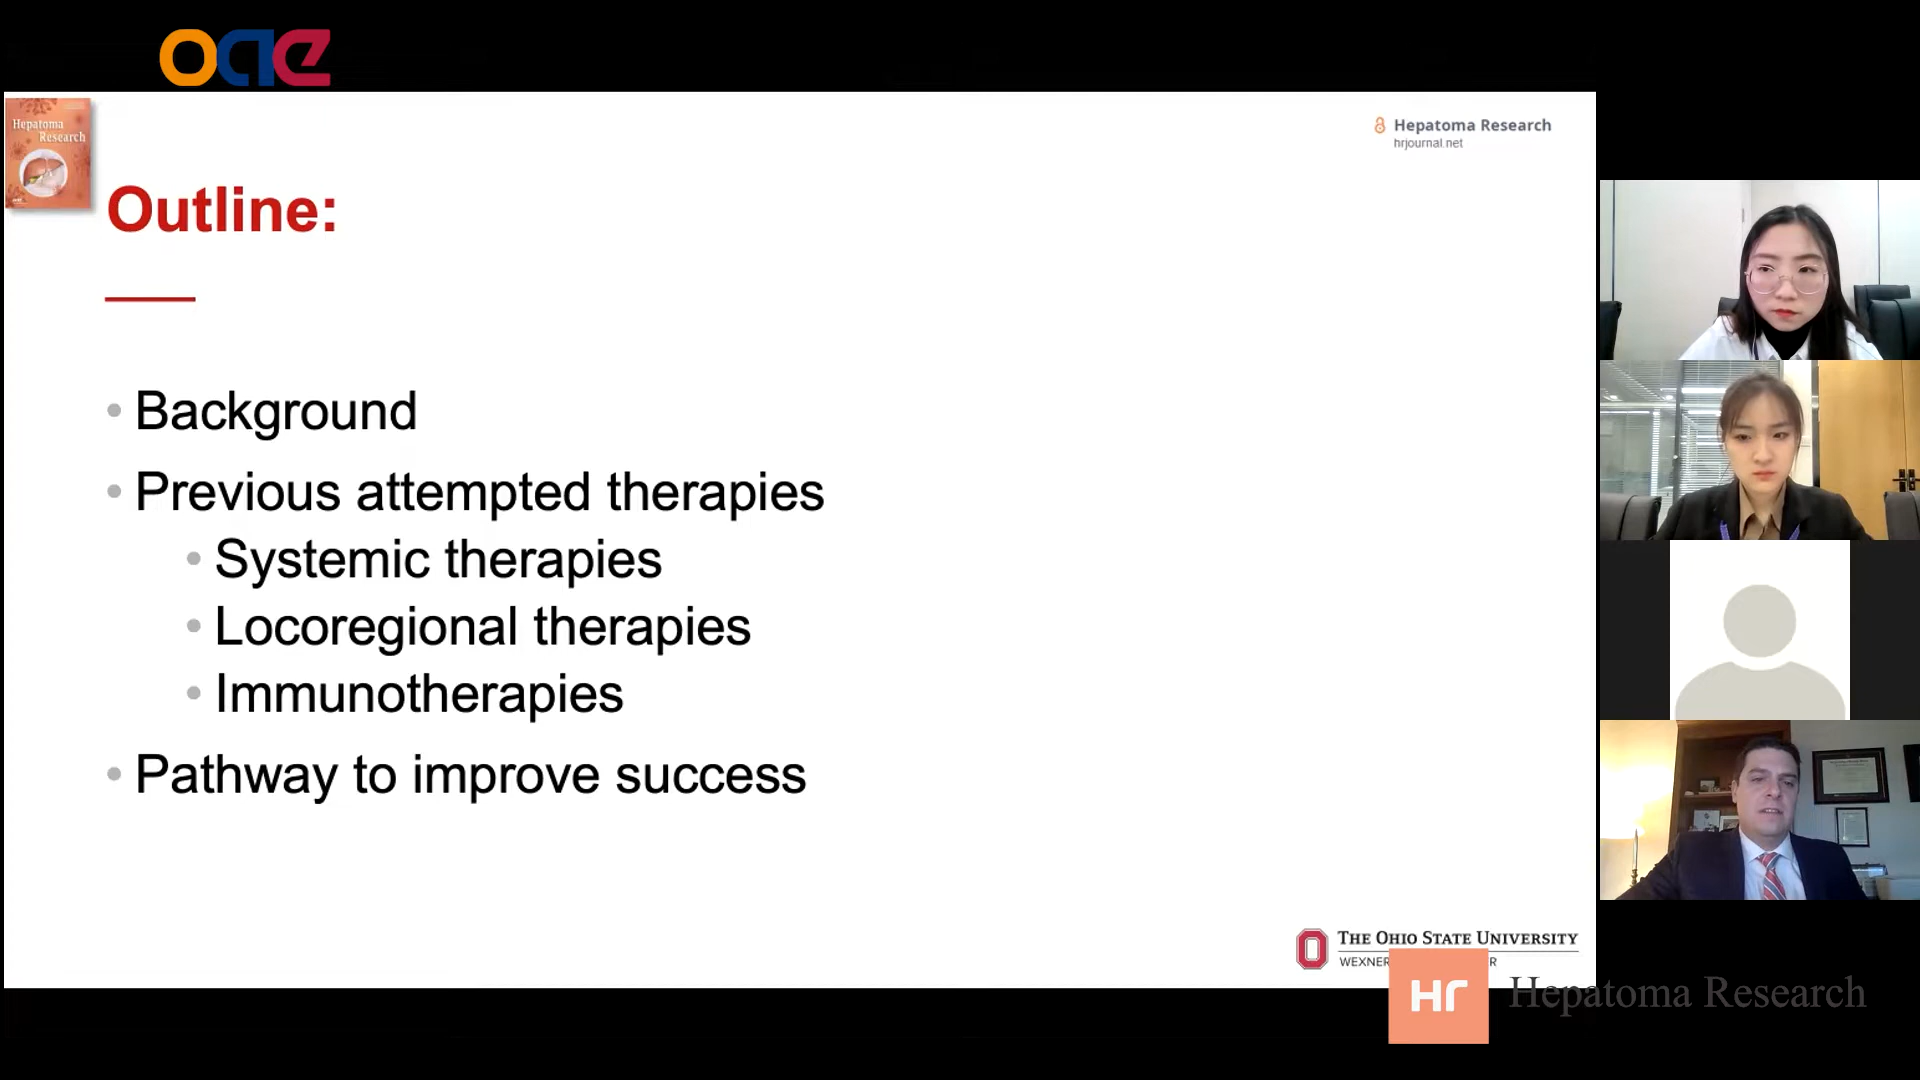 oae
Hepatoma
Research
Hepatoma Research
hrjournal.net
Outline:
• Background
• Previous attempted therapies
• Systemic therapies
• Locoregional therapies
• Immunotherapies
• Pathway to improve success
THE OHIO STATE UNIVERSITY
WEXNER
Hr
Hepatoma Research